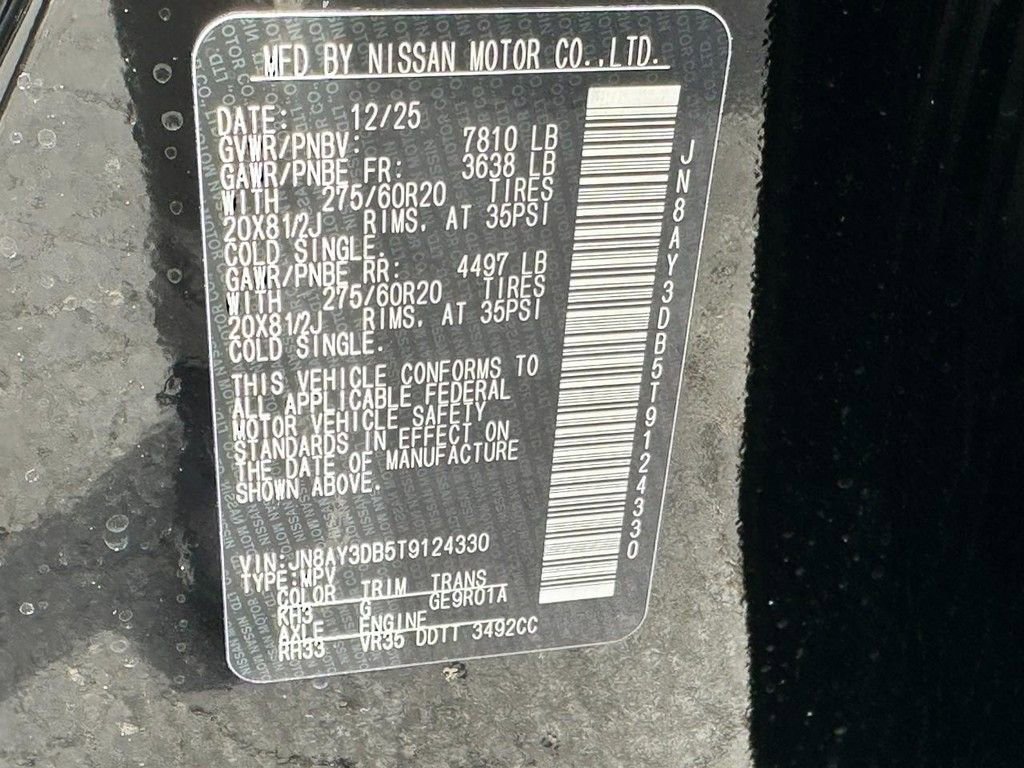 MFD BY NISSAN MOTOR CO.,LTD.
DATE: 12/25
GVWR/PNBV: 7810 LB
GAWR/PNBE FR: 3638 LB
WITH 275/60R20 TIRES
20X81/2J RIMS, AT 35PSI
COLD SINGLE.
GAWR/PNBE RR: 4497 LB
WITH 275/60R20 TIRES
20X81/2J RIMS, AT 35PSI
COLD SINGLE.
THIS VEHICLE CONFORMS TO
ALL APPLICABLE FEDERAL
MOTOR VEHICLE SAFETY
STANDARDS IN EFFECT ON
THE DATE OF MANUFACTURE
SHOWN ABOVE.
VIN:JN8AY3DB5T9124330
TYPE:MPV
COLOR TRIM TRANS
KH3 G GE9R01A
AXLE ENGINE
RH33 VR35 DDTT 3492CC
JN8AY3DB5T9124330